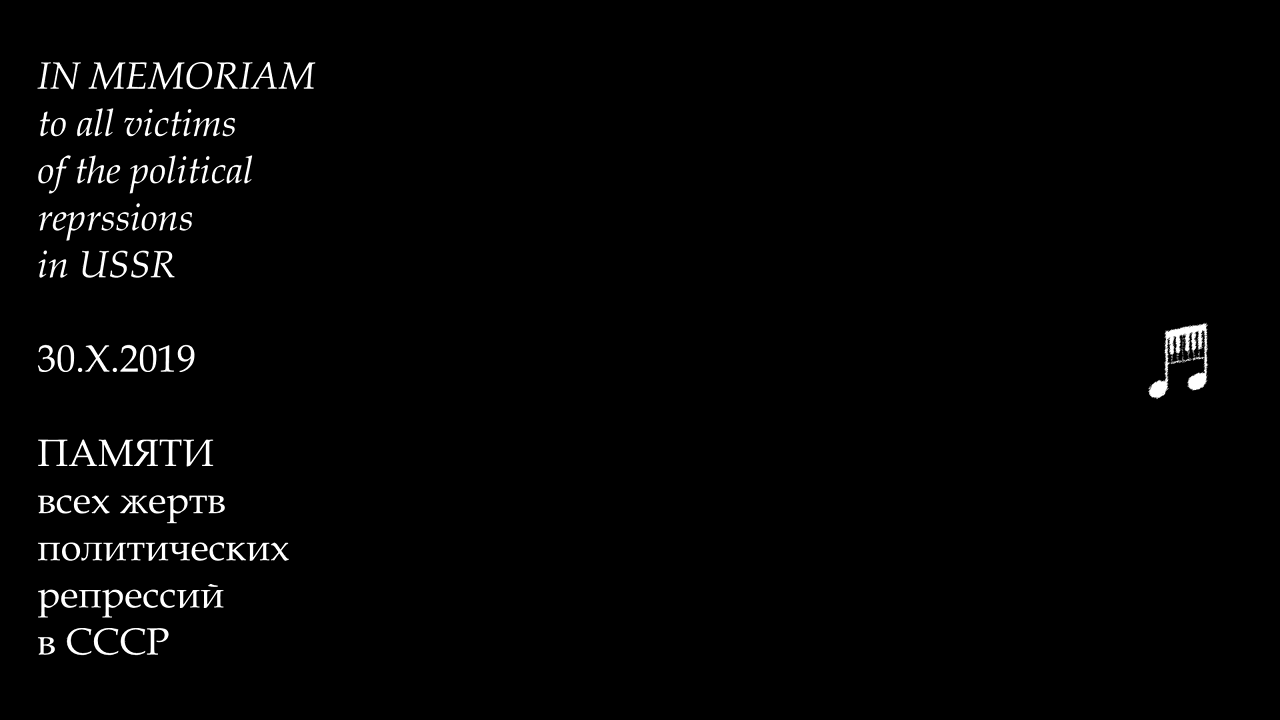 IN MEMORIAM
to all victims
of the political
reprssions
in USSR
30.X.2019
ПАМЯТИ
всех жертв
политических
репрессий
в СССР